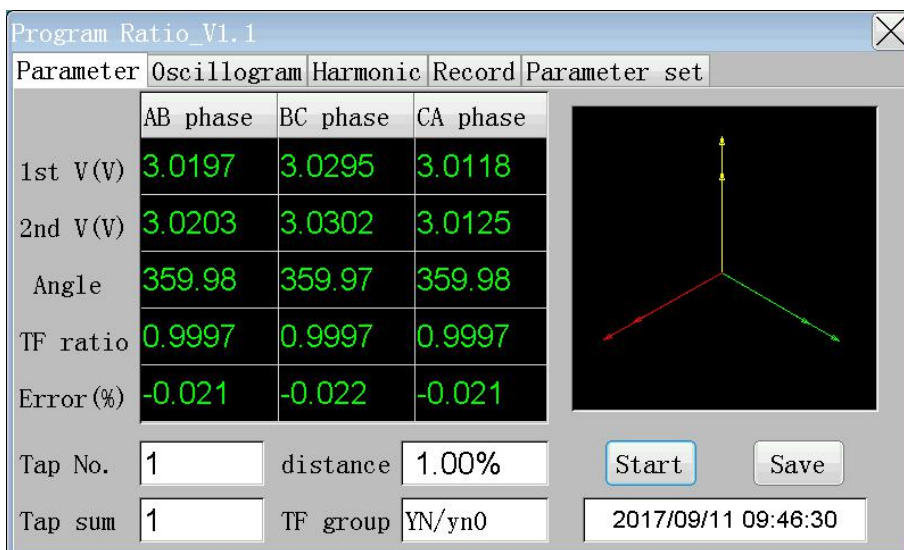 Program Ratio_V1.1
Parameter Oscillogram Harmonic Record Parameter set
AB phase BC phase CA phase
1st V(V) 3.0197 3.0295 3.0118
2nd V(V) 3.0203 3.0302 3.0125
Angle 359.98 359.97 359.98
TF ratio 0.9997 0.9997 0.9997
Error(%) -0.021 -0.022 -0.021
Tap No. 1 distance 1.00% Start Save
Tap sum 1 TF group YN/yn0 2017/09/11 09:46:30